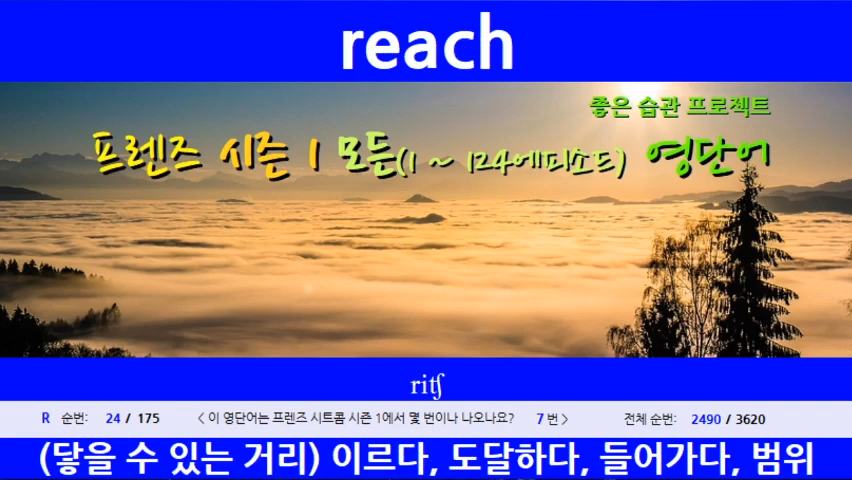 reach
좋은 습관 프로젝트
프렌즈 시즌 1 모든(1 ~ 124에피소드) 영단어
ritʃ
R 순번: 24 / 175 < 이 영단어는 프렌즈 시트콤 시즌 1에서 몇 번이나 나오나요? 7 번 > 전체 순번: 2490 / 3620
(닿을 수 있는 거리) 이르다, 도달하다, 들어가다, 범위